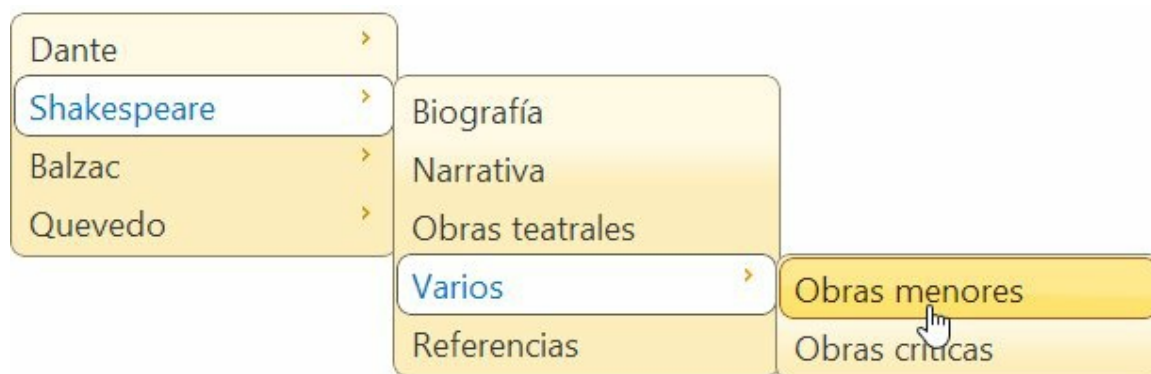 Dante
Shakespeare
Balzac
Quevedo
Biografía
Narrativa
Obras teatrales
Varios
Referencias
Obras menores
Obras críticas